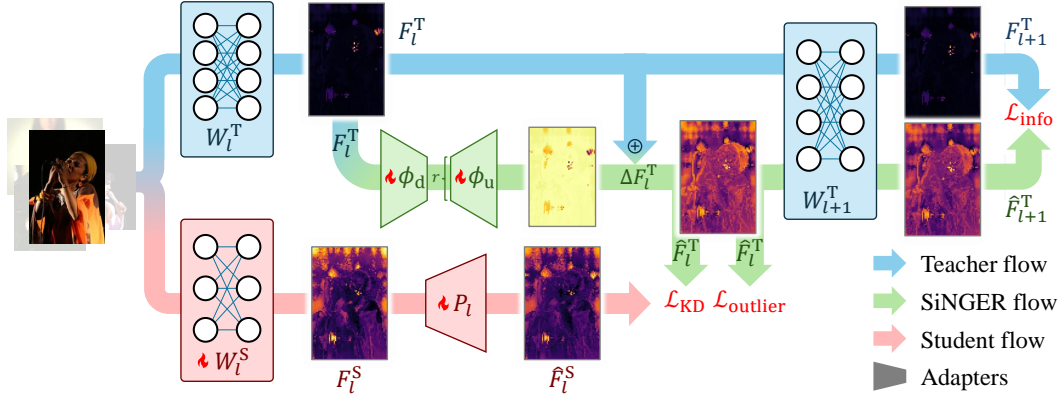 W_l^T
F_l^T
F_l^T
ϕ_d
r
ϕ_u
⊕
ΔF_l^T
W_{l+1}^T
F_{l+1}^T
ℒ_info
F̂_{l+1}^T
F̂_l^T
F̂_l^T
ℒ_KD ℒ_outlier
W_l^S
F_l^S
P_l
F̂_l^S
Teacher flow
SiNGER flow
Student flow
Adapters